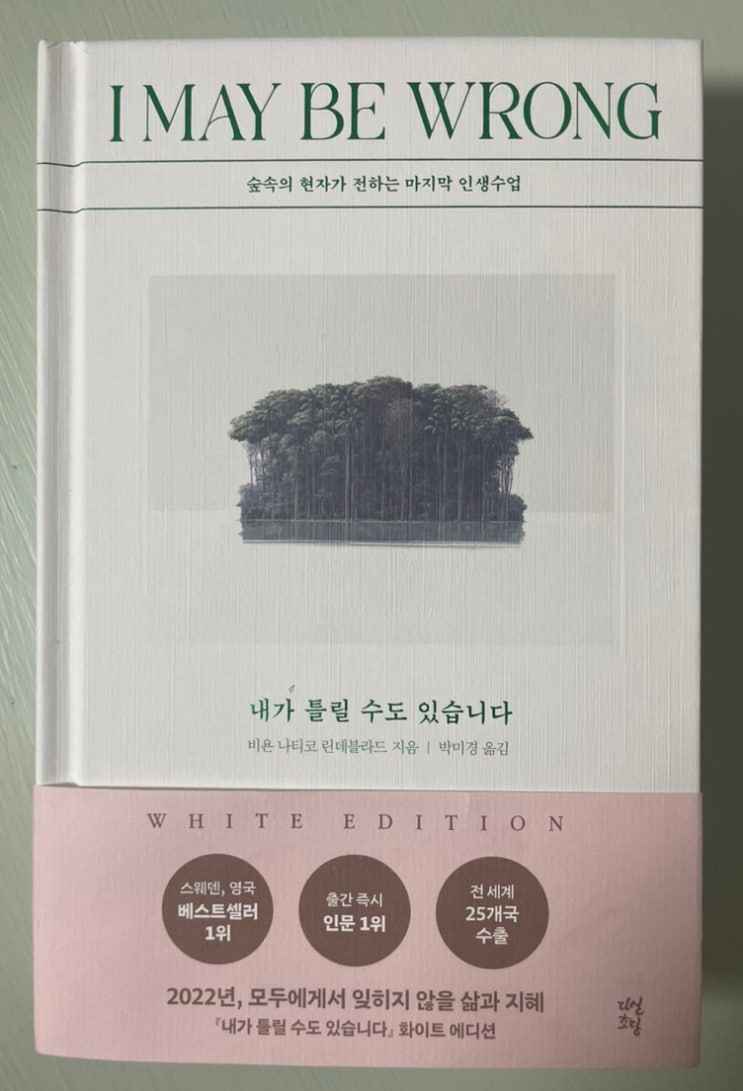 I MAY BE WRONG
숲속의 현자가 전하는 마지막 인생수업
내가 틀릴 수도 있습니다
비욘 나티코 린데블라드 지음 | 박미경 옮김
WHITE EDITION
스웨덴, 영국
베스트셀러
1위
출간 즉시
인문 1위
전 세계
25개국
수출
2022년, 모두에게서 잊히지 않을 삶과 지혜
『내가 틀릴 수도 있습니다』 화이트 에디션
다산
초당